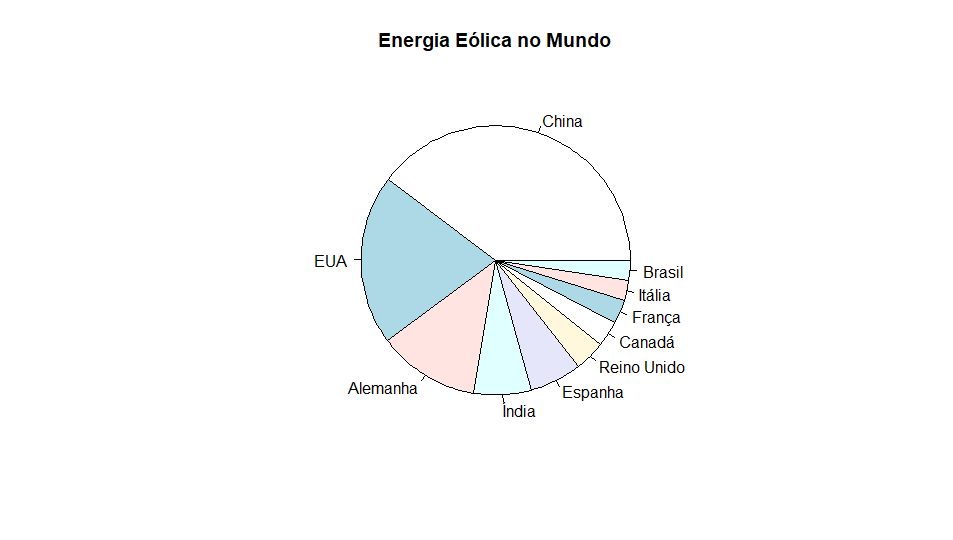 Energia Eólica no Mundo
China
EUA
Alemanha
Índia
Espanha
Reino Unido
Canadá
França
Itália
Brasil